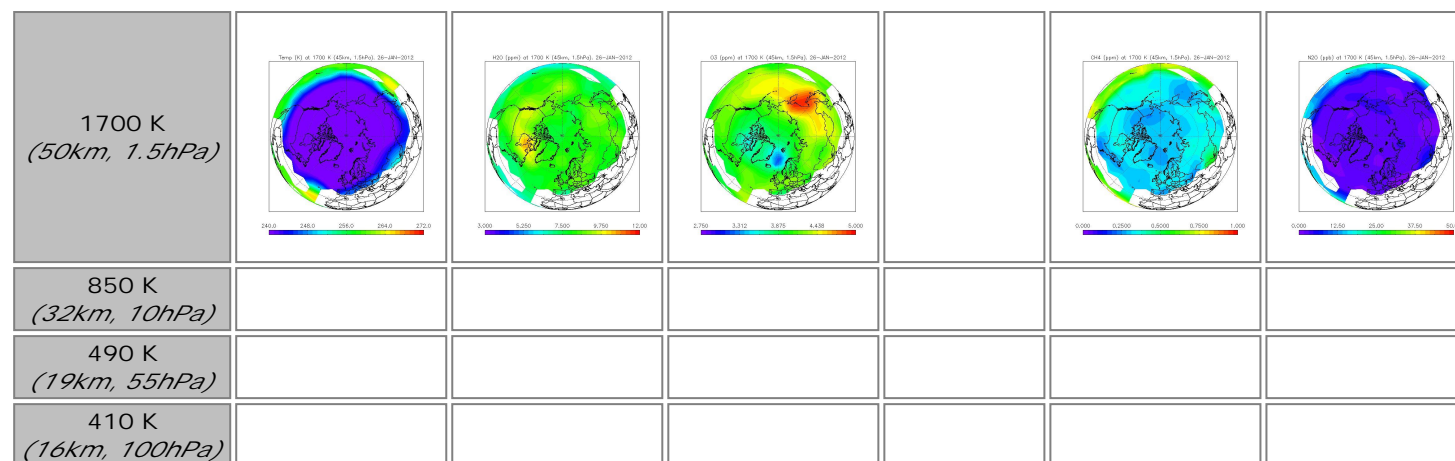 1700 K
(50km, 1.5hPa)
Temp (K) at 1700 K (45km, 1.5hPa), 26-JAN-2012
240.0 248.0 256.0 264.0 272.0
H2O (ppm) at 1700 K (45km, 1.5hPa), 26-JAN-2012
3.000 5.250 7.500 9.750 12.00
O3 (ppm) at 1700 K (45km, 1.5hPa), 26-JAN-2012
2.750 3.312 3.875 4.438 5.000
CH4 (ppm) at 1700 K (45km, 1.5hPa), 26-JAN-2012
0.000 0.2500 0.5000 0.7500 1.000
N2O (ppb) at 1700 K (45km, 1.5hPa), 26-JAN-2012
0.000 12.50 25.00 37.50
850 K
(32km, 10hPa)
490 K
(19km, 55hPa)
410 K
(16km, 100hPa)